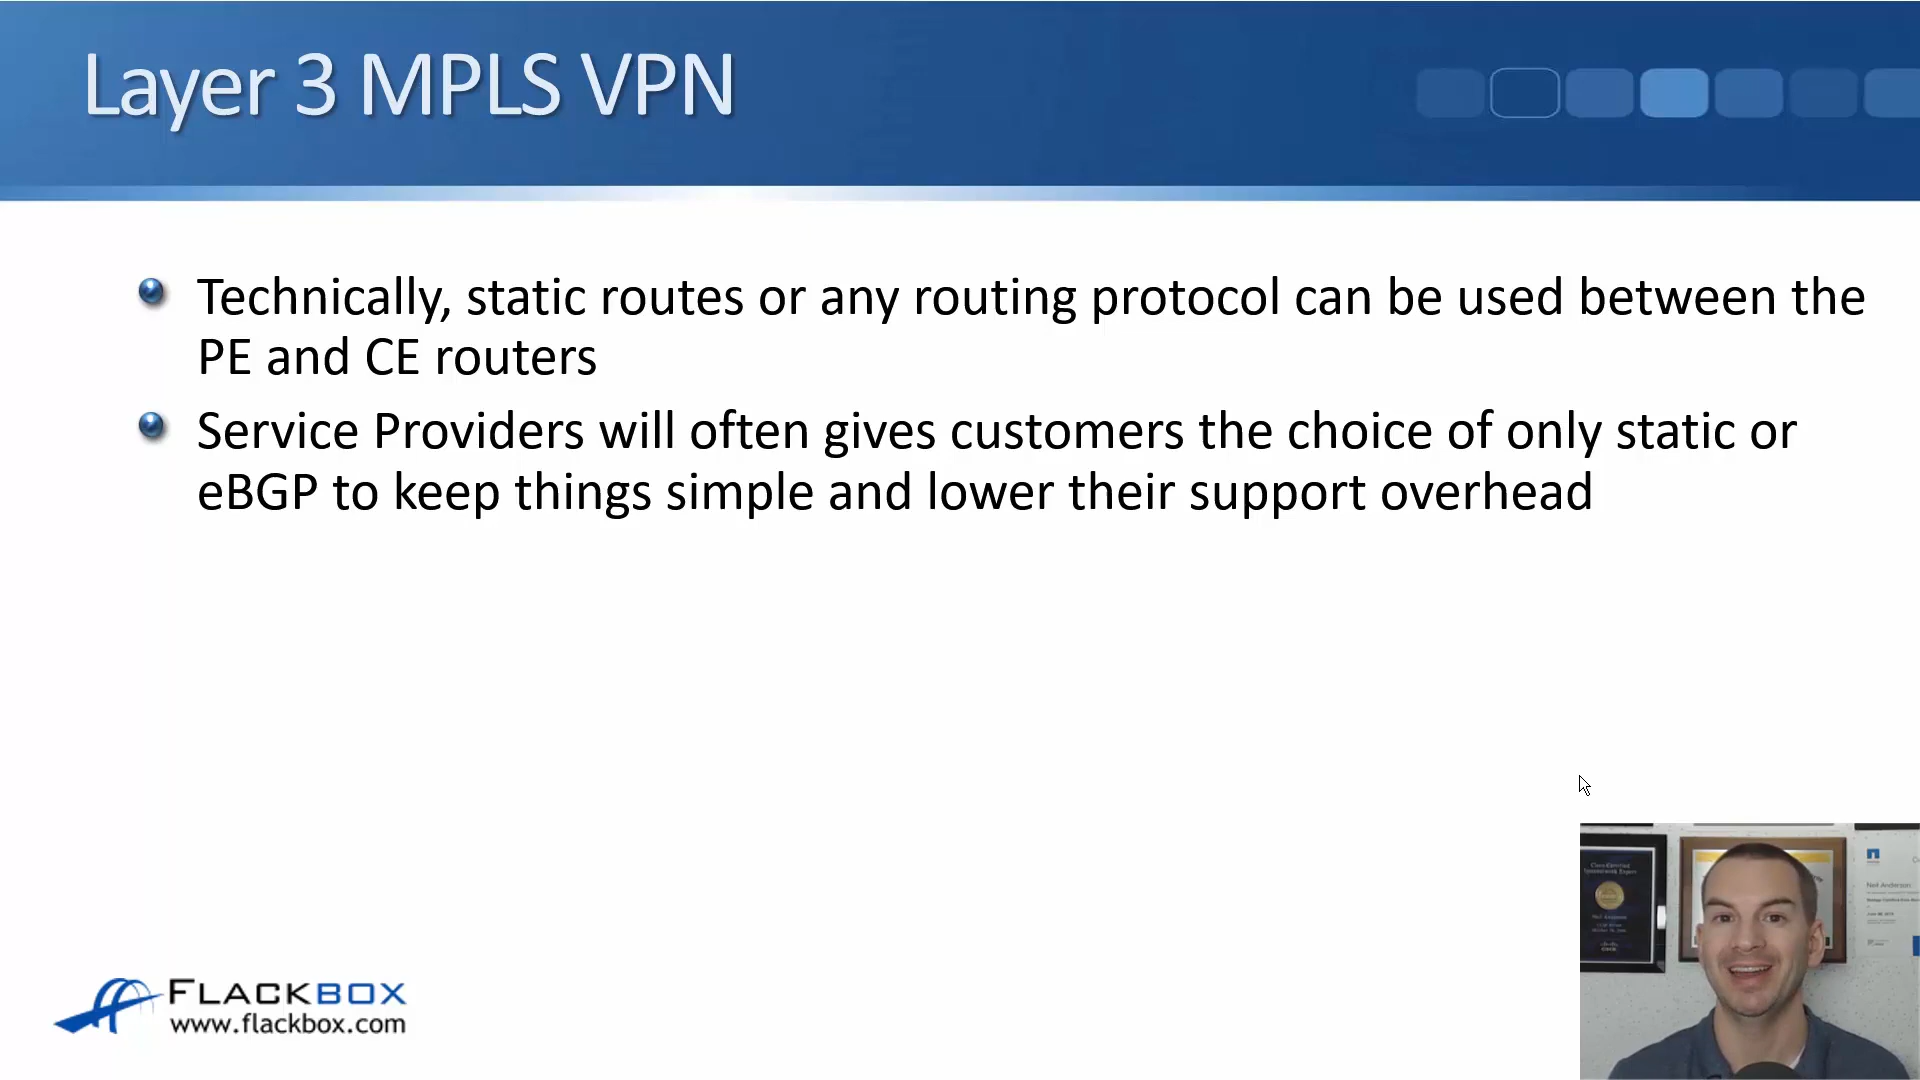 Layer 3 MPLS VPN
Technically, static routes or any routing protocol can be used between the
PE and CE routers
Service Providers will often gives customers the choice of only static or
eBGP to keep things simple and lower their support overhead
FLACKBOX
www.flackbox.com
Neil Anderson